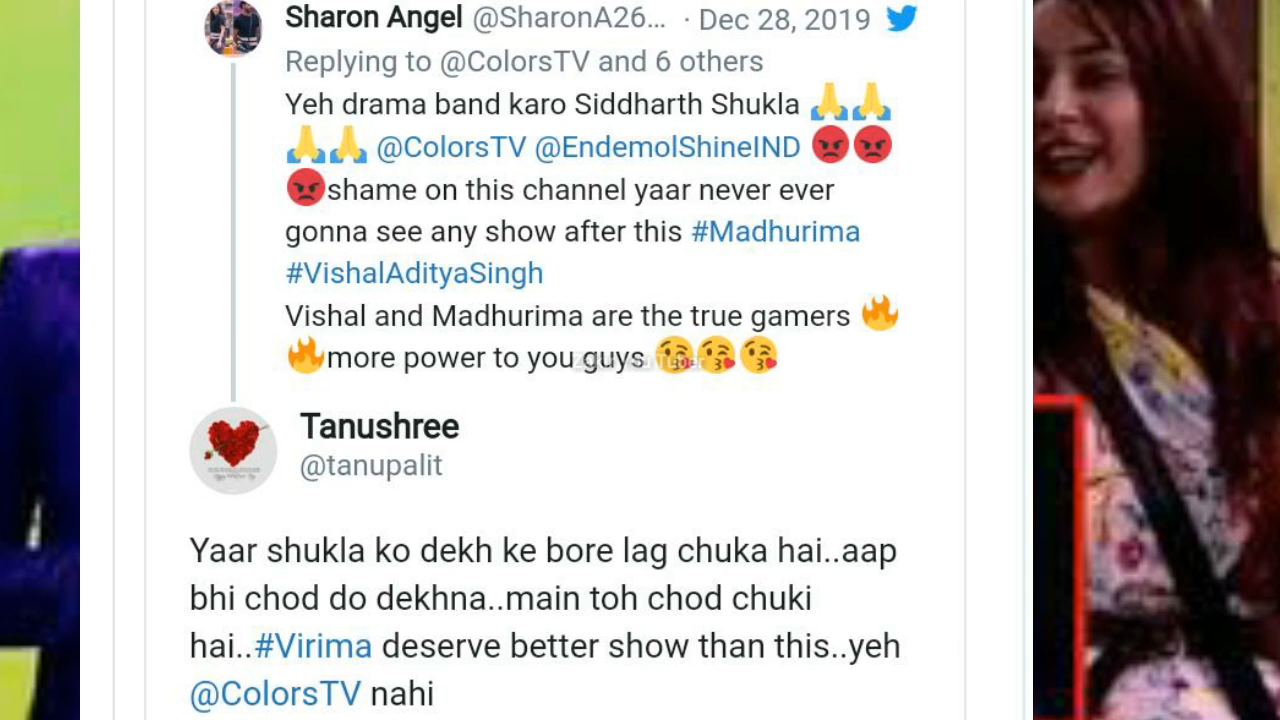 Sharon Angel @SharonA26... · Dec 28, 2019
Replying to @ColorsTV and 6 others
Yeh drama band karo Siddharth Shukla 🙏🙏
🙏🙏 @ColorsTV @EndemolShineIND 😡😡
😡shame on this channel yaar never ever
gonna see any show after this #Madhurima
#VishalAdityaSingh
Vishal and Madhurima are the true gamers 🔥
🔥more power to you guys 😘😘😘
Tanushree
@tanupalit
Yaar shukla ko dekh ke bore lag chuka hai..aap
bhi chod do dekhna..main toh chod chuki
hai..#Virima deserve better show than this..yeh
@ColorsTV nahi